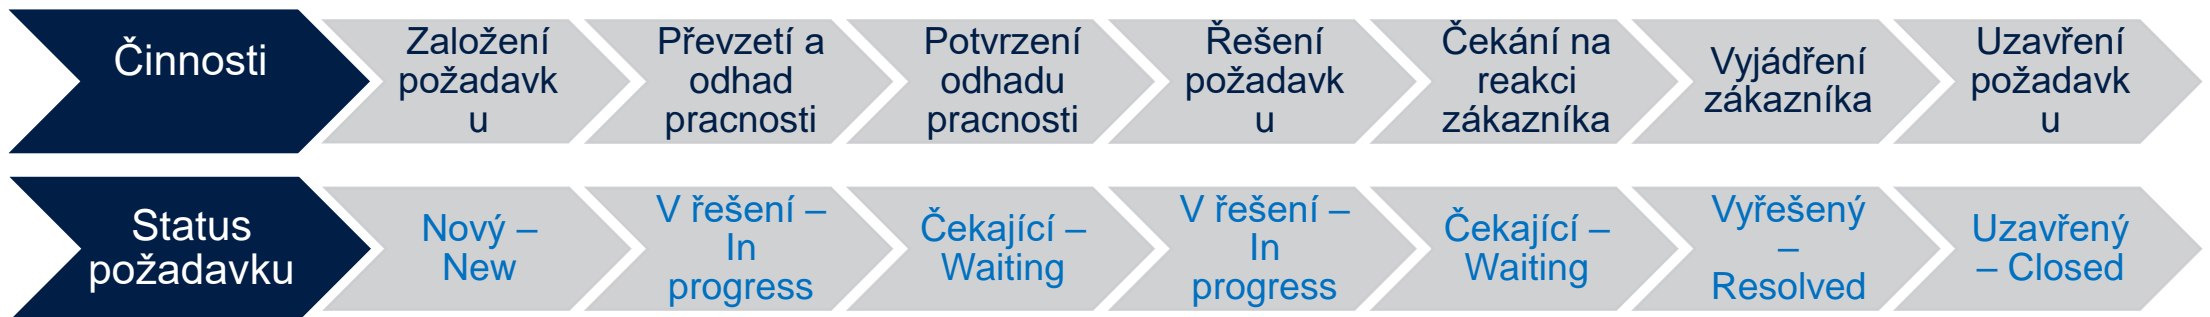 Činnosti
Založení
požadavk
u
Převzetí a
odhad
pracnosti
Potvrzení
odhadu
pracnosti
Řešení
požadavk
u
Čekání na
reakci
zákazníka
Vyjádření
zákazníka
Uzavření
požadavk
u
Status
požadavku
Nový –
New
V řešení –
In
progress
Čekající –
Waiting
V řešení –
In
progress
Čekající –
Waiting
Vyřešený
–
Resolved
Uzavřený
– Closed